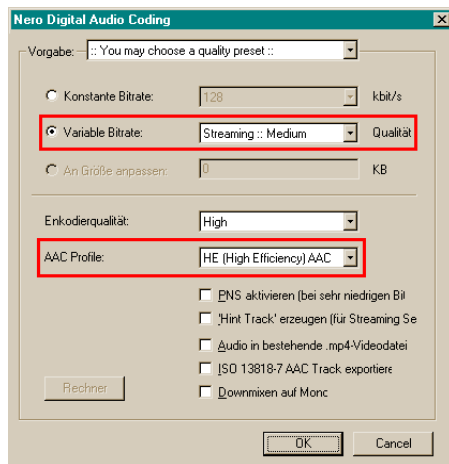 Nero Digital Audio Coding
Vorgabe: :: You may choose a quality preset ::
Konstante Bitrate: 128 kbit/s
Variable Bitrate: Streaming :: Medium Qualität
An Größe anpassen: 0 KB
Enkodierqualität: High
AAC Profile: HE (High Efficiency) AAC
PNS aktivieren (bei sehr niedrigen Bit
'Hint Track' erzeugen (für Streaming Se
Audio in bestehende .mp4-Videodatei
ISO 13818-7 AAC Track exportiere
Rechner Downmixen auf Mono
OK Cancel